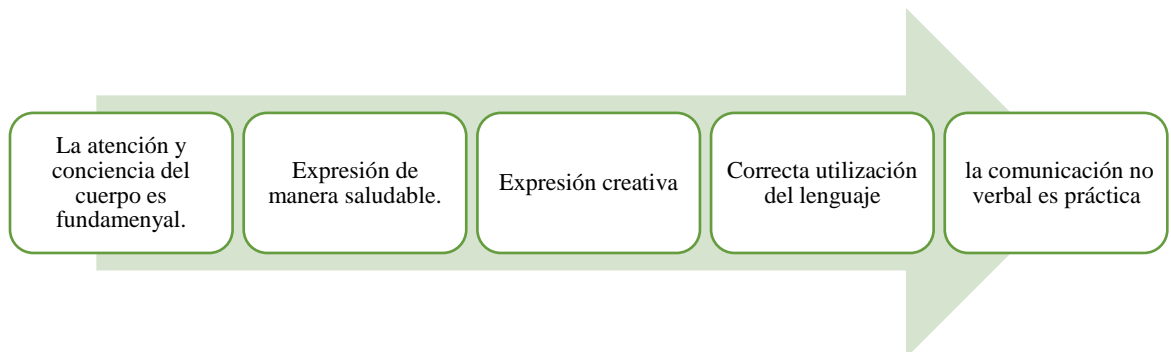 La atención y
conciencia del
cuerpo es
fundamenyal.
Expresión de
manera saludable.
Expresión creativa
Correcta utilización
del lenguaje
la comunicación no
verbal es práctica